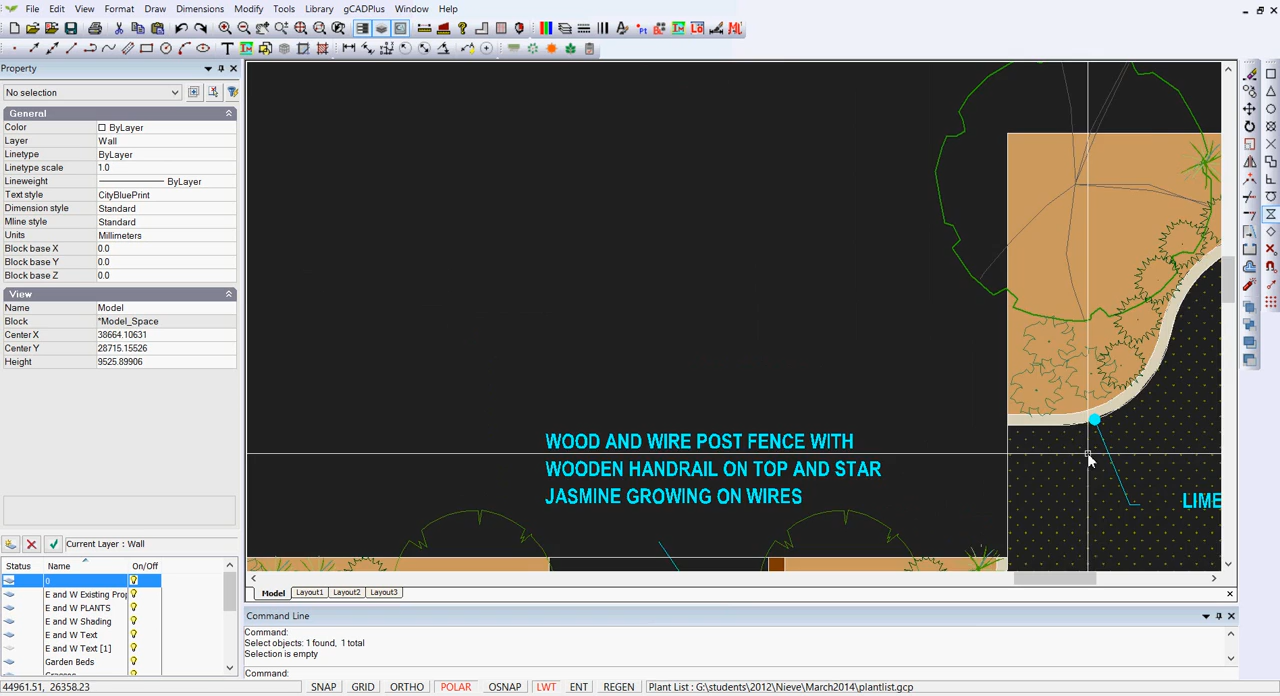 File Edit View Format Draw Dimensions Modify Tools Library gCADPlus Window Help
Property
No selection
General
Color ByLayer
Layer Wall
Linetype ByLayer
Linetype scale 1.0
Lineweight ByLayer
Text style CityBluePrint
Dimension style Standard
Mline style Standard
Units Millimeters
Block base X 0.0
Block base Y 0.0
Block base Z 0.0
View
Name Model
Block *Model_Space
Center X 38664.10631
Center Y 28715.15526
Height 9525.89906
Current Layer : Wall
Status Name On/Off
0
E and W Existing Prop
E and W PLANTS
E and W Shading
E and W Text
E and W Text [1]
Garden Beds
WOOD AND WIRE POST FENCE WITH
WOODEN HANDRAIL ON TOP AND STAR
JASMINE GROWING ON WIRES
LIME
Model Layout1 Layout2 Layout3
Command Line
Command:
Select objects: 1 found, 1 total
Selection is empty
Command:
44961.51 26358.23 SNAP GRID ORTHO POLAR OSNAP LWT ENT REGEN Plant List : G:\students\2012\Nieve\March2014\plantlist.gcp